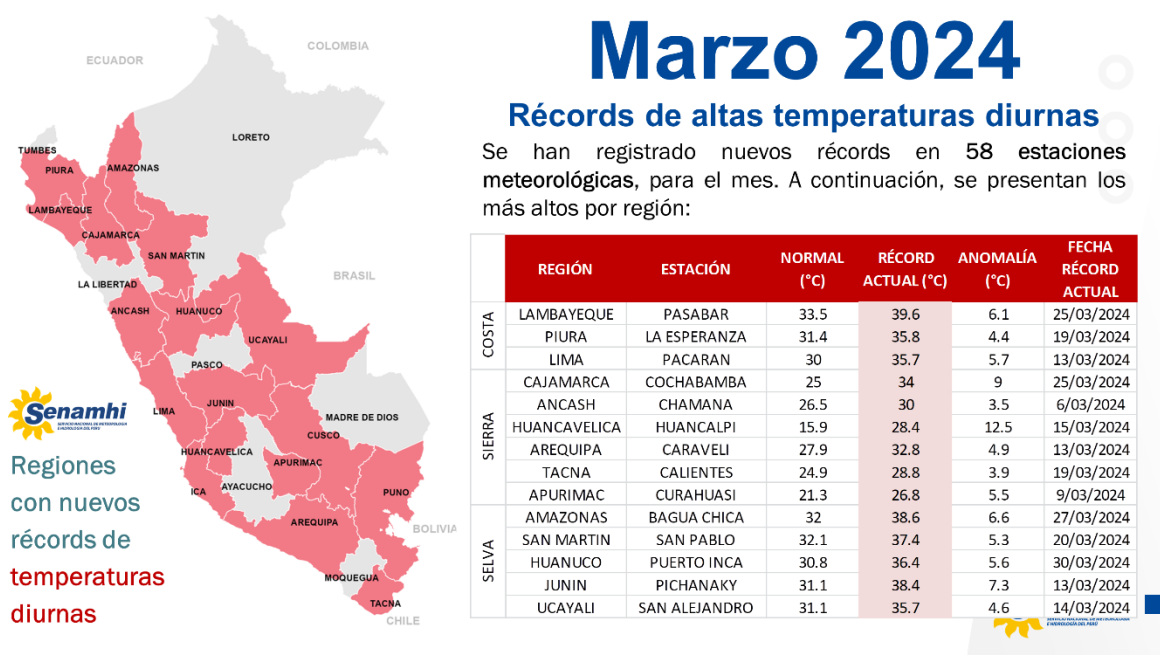 ECUADOR
COLOMBIA
LORETO
TUMBES
PIURA
AMAZONAS
LAMBAYEQUE
CAJAMARCA
SAN MARTIN
BRASIL
LA LIBERTAD
ANCASH
HUANUCO
UCAYALI
PASCO
LIMA
JUNIN
MADRE DE DIOS
CUSCO
HUANCAVELICA
APURIMAC
AYACUCHO
ICA
PUNO
AREQUIPA
BOLIVIA
MOQUEGUA
TACNA
CHILE
Senamhi
SERVICIO NACIONAL DE METEOROLOGÍA
E HIDROLOGÍA DEL PERÚ
Regiones
con nuevos
récords de
temperaturas
diurnas
Marzo 2024
Récords de altas temperaturas diurnas
Se han registrado nuevos récords en 58 estaciones
meteorológicas, para el mes. A continuación, se presentan los
más altos por región:
REGIÓN ESTACIÓN NORMAL (°C) RÉCORD ACTUAL (°C) ANOMALÍA (°C) FECHA RÉCORD ACTUAL
COSTA
LAMBAYEQUE PASABAR 33.5 39.6 6.1 25/03/2024
PIURA LA ESPERANZA 31.4 35.8 4.4 19/03/2024
LIMA PACARAN 30 35.7 5.7 13/03/2024
SIERRA
CAJAMARCA COCHABAMBA 25 34 9 25/03/2024
ANCASH CHAMANA 26.5 30 3.5 6/03/2024
HUANCAVELICA HUANCALPI 15.9 28.4 12.5 15/03/2024
AREQUIPA CARAVELI 27.9 32.8 4.9 13/03/2024
TACNA CALIENTES 24.9 28.8 3.9 19/03/2024
APURIMAC CURAHUASI 21.3 26.8 5.5 9/03/2024
SELVA
AMAZONAS BAGUA CHICA 32 38.6 6.6 27/03/2024
SAN MARTIN SAN PABLO 32.1 37.4 5.3 20/03/2024
HUANUCO PUERTO INCA 30.8 36.4 5.6 30/03/2024
JUNIN PICHANAKY 31.1 38.4 7.3 13/03/2024
UCAYALI SAN ALEJANDRO 31.1 35.7 4.6 14/03/2024
E HIDROLOGÍA DEL PERÚ